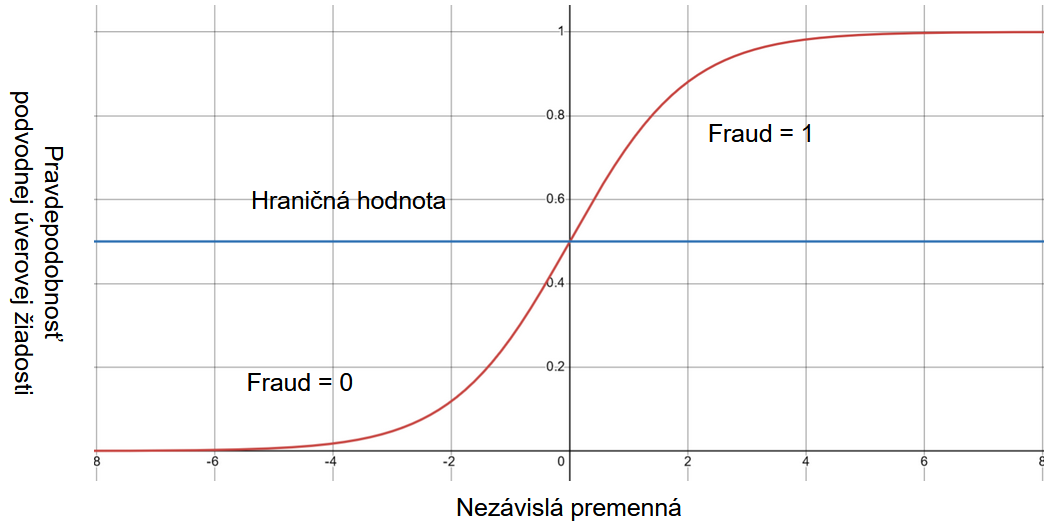 Pravdepodobnosť
podvodnej úverovej žiadosti
1
0.8
Fraud = 1
Hraničná hodnota
0.6
0.4
0.2
Fraud = 0
8 -6 -4 -2 0 2 4 6 8
Nezávislá premenná